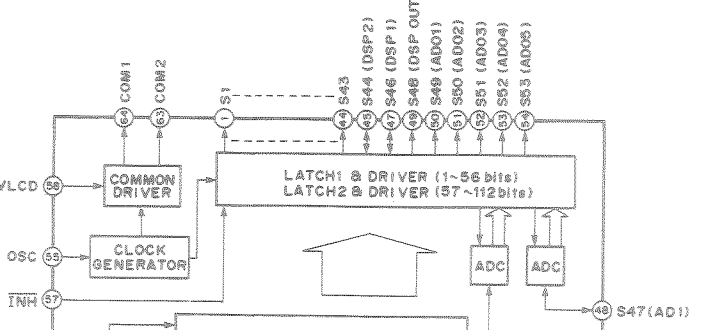 COM1
COM2
S1
S43
S44 (DSP2)
S46 (DSP1)
S48 (DSP OUT)
S49 (ADO1)
S50 (ADO2)
S51 (ADO3)
S52 (ADO4)
S53 (ADO5)
64
63
1
44
45
47
49
50
51
52
53
54
VLCD
COMMON
DRIVER
LATCH1 & DRIVER (1~56 bits)
LATCH2 & DRIVER (57~112 bits)
OSC
55
CLOCK
GENERATOR
ADC
ADC
INH
57
48
S47 (AD1)